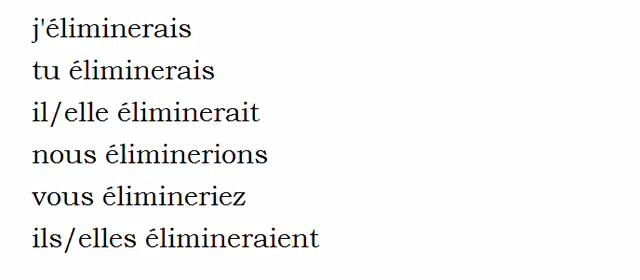 j'éliminerais
tu éliminerais
il/elle éliminerait
nous éliminerions
vous élimineriez
ils/elles élimineraient